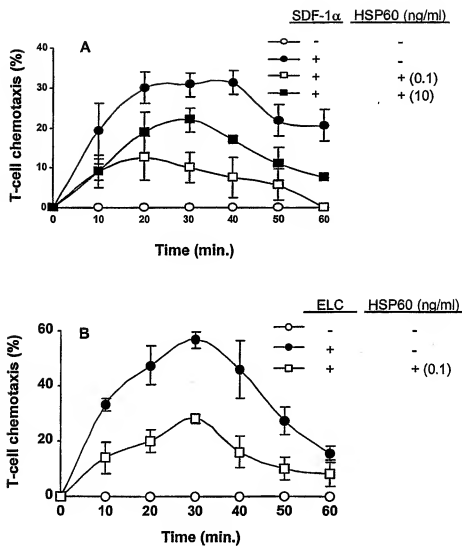 SDF-1α HSP60 (ng/ml)
A
- -
+ -
+ + (0.1)
+ + (10)
40
30
20
10
0
0 10 20 30 40 50 60
T-cell chemotaxis (%)
Time (min.)
ELC HSP60 (ng/ml)
B
- -
+ -
+ + (0.1)
60
40
20
0
0 10 20 30 40 50 60
T-cell chemotaxis (%)
Time (min.)